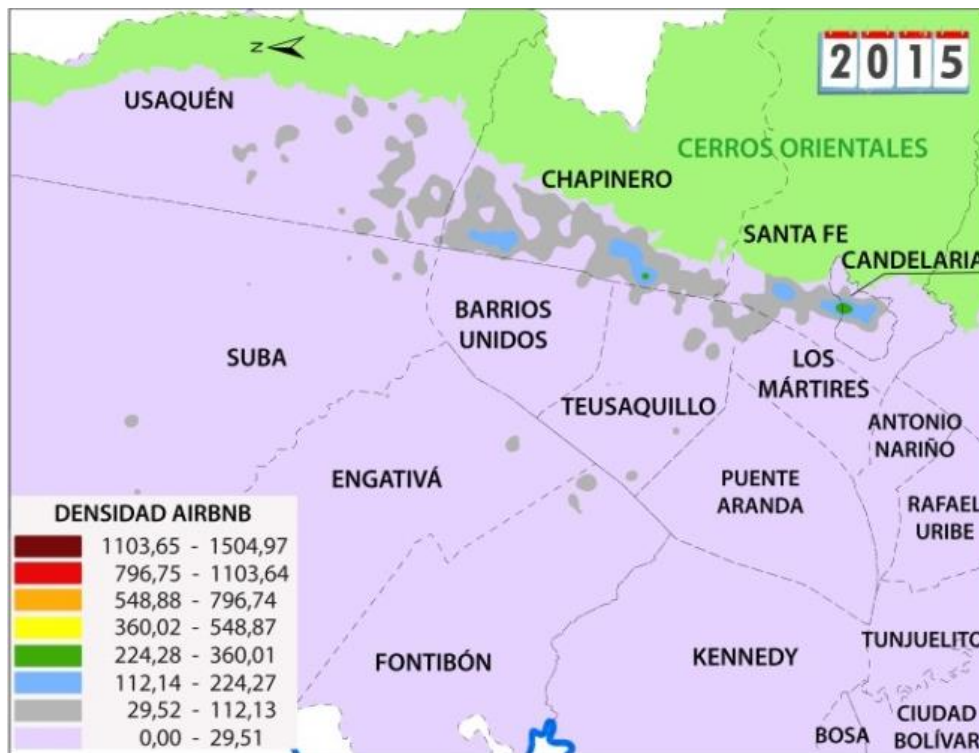 2015
N
USAQUÉN
CERROS ORIENTALES
CHAPINERO
SANTA FE
CANDELARIA
BARRIOS
UNIDOS
SUBA
LOS
MÁRTIRES
TEUSAQUILLO
ANTONIO
NARIÑO
ENGATIVÁ
PUENTE
ARANDA
RAFAEL
URIBE
DENSIDAD AIRBNB
1103,65 - 1504,97
796,75 - 1103,64
548,88 - 796,74
360,02 - 548,87
224,28 - 360,01
112,14 - 224,27
29,52 - 112,13
0,00 - 29,51
FONTIBÓN
KENNEDY
TUNJUELITO
BOSA
CIUDAD
BOLÍVAR